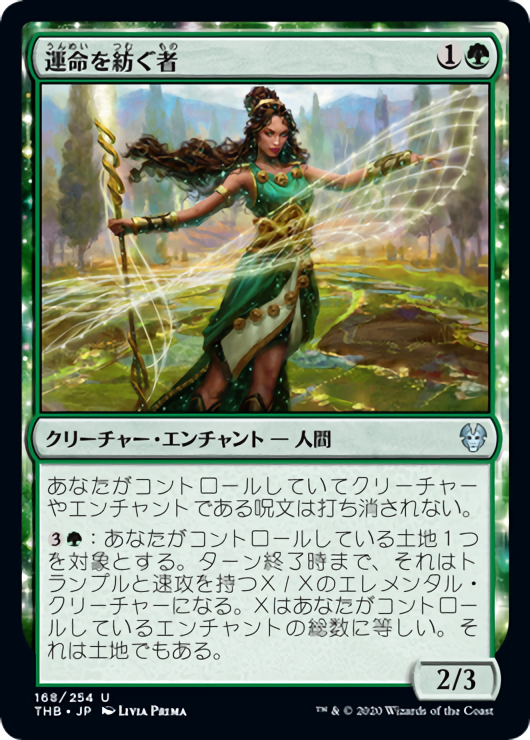 運命を紡ぐ者
うんめい つむ もの
1
クリーチャー・エンチャント — 人間
あなたがコントロールしていてクリーチャー
やエンチャントである呪文は打ち消されない。
3：あなたがコントロールしている土地１つ
を対象とする。ターン終了時まで、それはト
ランプルと速攻を持つX / Xのエレメンタル・
クリーチャーになる。Xはあなたがコントロ
ールしているエンチャントの総数に等しい。そ
れは土地でもある。
2/3
168/254 U
THB • JP LIVIA PRIMA
™ & © 2020 Wizards of the Coast